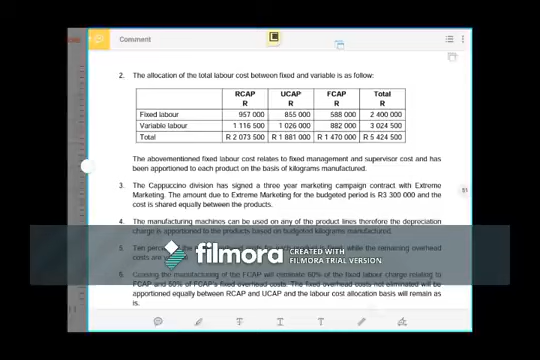 Comment
2. The allocation of the total labour cost between fixed and variable is as follow:
RCAP UCAP FCAP Total
R R R R
Fixed labour 957 000 855 000 588 000 2 400 000
Variable labour 1 116 500 1 026 000 882 000 3 024 500
Total R 2 073 500 R 1 881 000 R 1 470 000 R 5 424 500
The abovementioned fixed labour cost relates to fixed management and supervisor cost and has
been apportioned to each product on the basis of kilograms manufactured.
3. The Cappuccino division has signed a three year marketing campaign contract with Extreme
Marketing. The amount due to Extreme Marketing for the budgeted period is R3 300 000 and the
cost is shared equally between the products.
51
4. The manufacturing machines can be used on any of the product lines therefore the depreciation
charge is apportioned to the products based on budgeted kilograms manufactured.
5. Ten percent while the remaining overhead
costs are
filmora CREATED WITH
FILMORA TRIAL VERSION
the manufacturing of the FCAP will eliminate 60% of the fixed labour charge relating to
FCAP and 50% of FCAP's fixed overhead costs. The fixed overhead costs not eliminated will be
apportioned equally between RCAP and UCAP and the labour cost allocation basis will remain as
is.